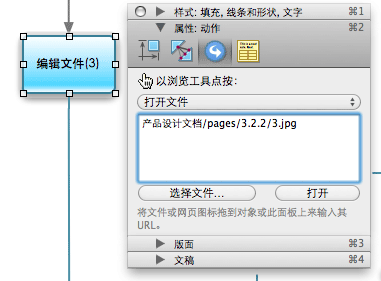 样式: 填充, 线条和形状, 文字 ⌘1
属性: 动作 ⌘2
编辑文件(3)
以浏览工具点按:
打开文件
产品设计文档/pages/3.2.2/3.jpg
选择文件... 打开
将文件或网页图标拖到对象或此面板上来输入其
URL。
版面 ⌘3
文稿 ⌘4